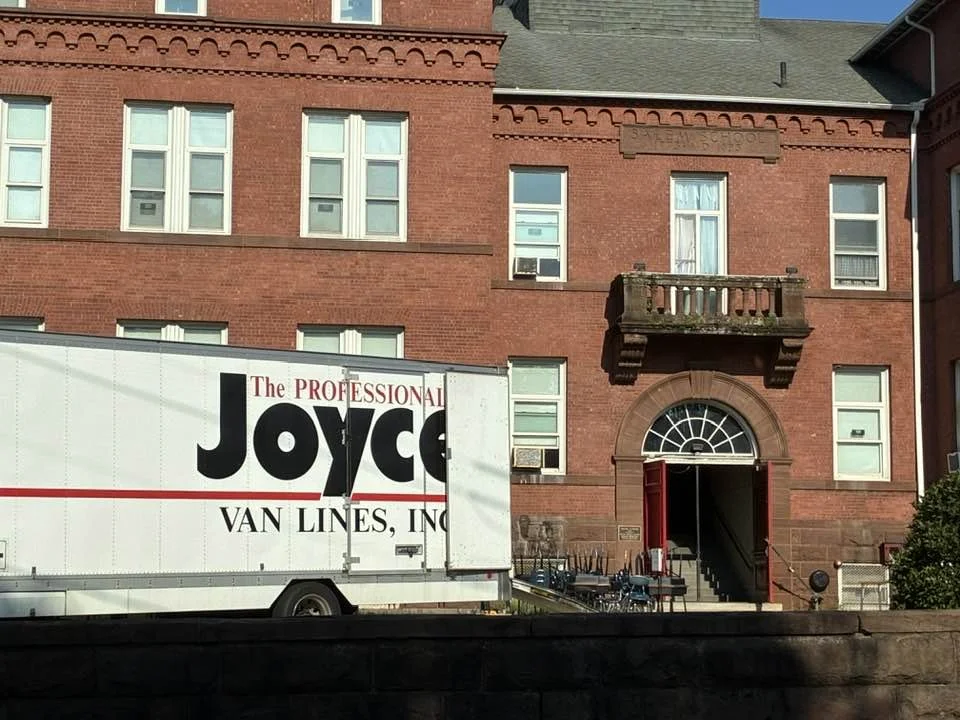 SALEM SCHOOL
The PROFESSIONAL
Joyce
VAN LINES, INC